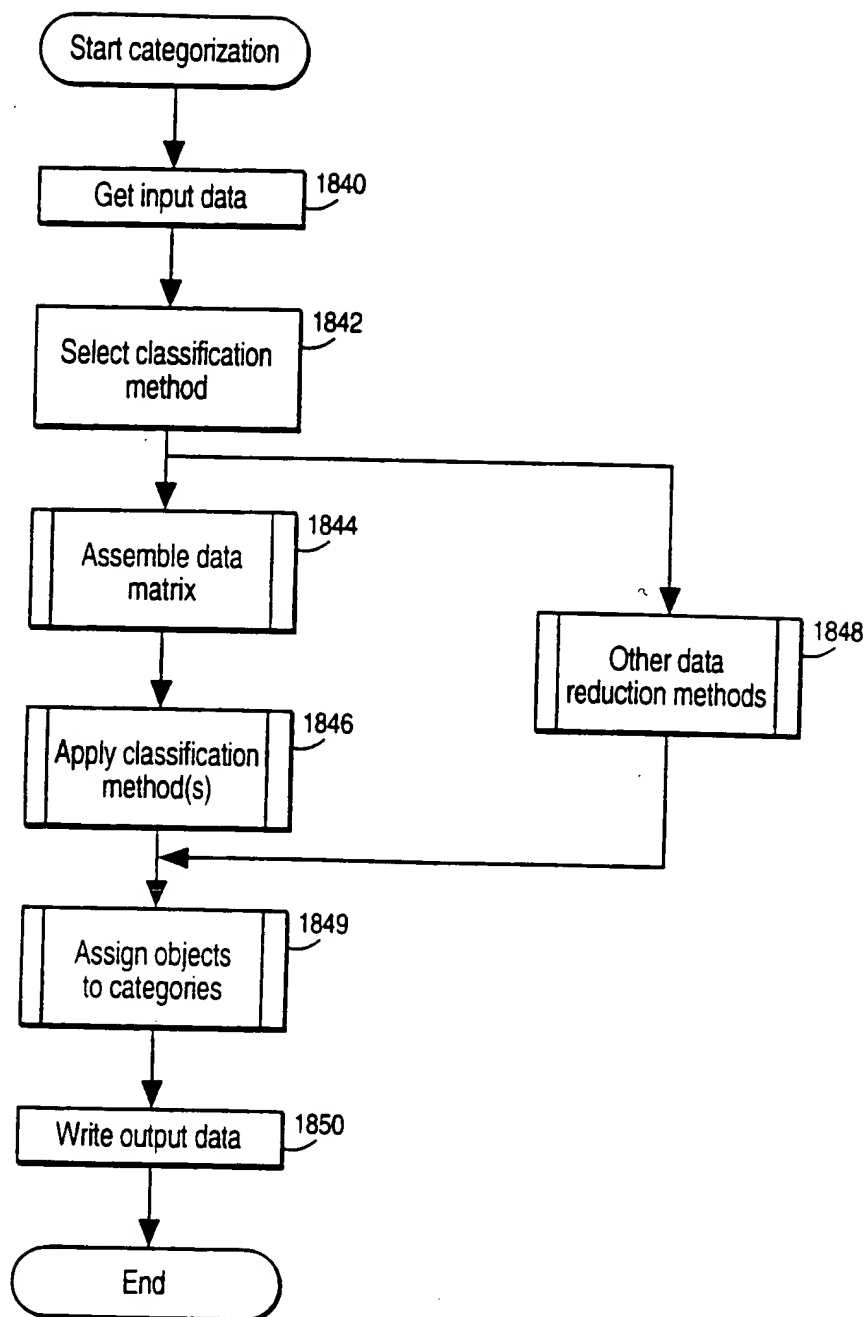 Start categorization
Get input data
1840
Select classification
method
1842
Assemble data
matrix
1844
Other data
reduction methods
1848
Apply classification
method(s)
1846
Assign objects
to categories
1849
Write output data
1850
End